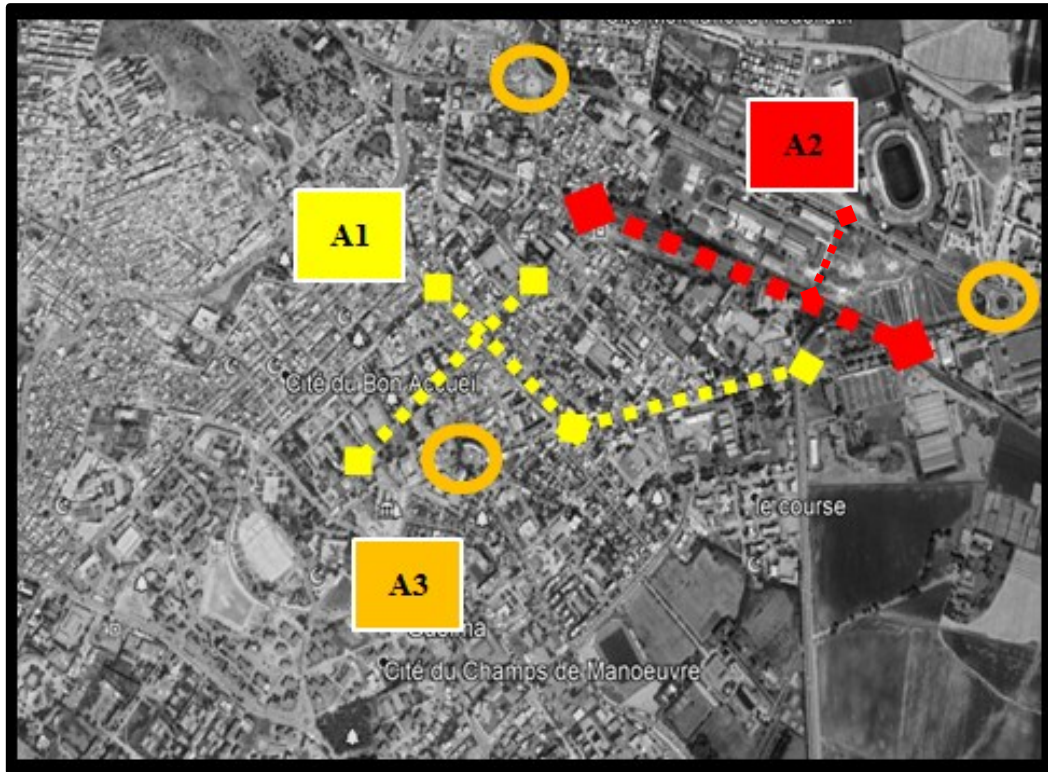 A2
A1
Cité du Bon Accueil
le course
A3
Guelma
Cité du Champs de Manoeuvre